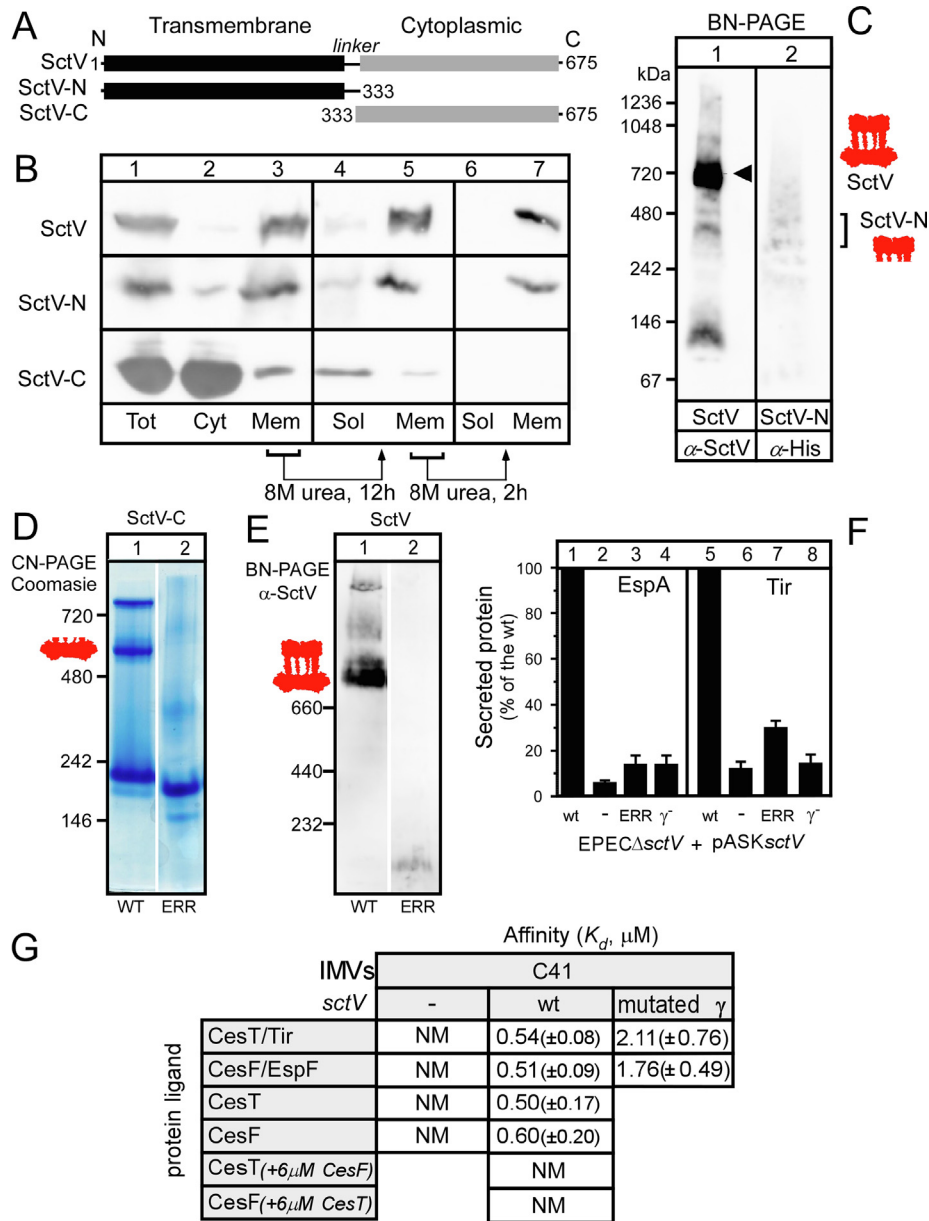 A
Transmembrane
Cytoplasmic
N
linker
C
SctV 1 675
SctV-N 333
SctV-C 333 675
B
1 2 3 4 5 6 7
SctV
SctV-N
SctV-C
Tot Cyt Mem Sol Mem Sol Mem
8M urea, 12h 8M urea, 2h
C
BN-PAGE
1 2
kDa
1236
1048
720
480
242
146
67
SctV
SctV-N
SctV SctV-N
α-SctV α-His
D
SctV-C
1 2
CN-PAGE
Coomasie
720
480
242
146
WT ERR
E
SctV
1 2
BN-PAGE
α-SctV
660
440
232
WT ERR
F
1 2 3 4 5 6 7 8
EspA Tir
Secreted protein
(% of the wt)
100
80
60
40
20
0
wt - ERR γ- wt - ERR γ-
EPECΔsctV + pASKsctV
G
Affinity (Kd, μM)
IMVs C41
sctV - wt mutated γ
protein ligand
CesT/Tir NM 0.54(±0.08) 2.11(±0.76)
CesF/EspF NM 0.51(±0.09) 1.76(±0.49)
CesT NM 0.50(±0.17)
CesF NM 0.60(±0.20)
CesT(+6μM CesF) NM
CesF(+6μM CesT) NM